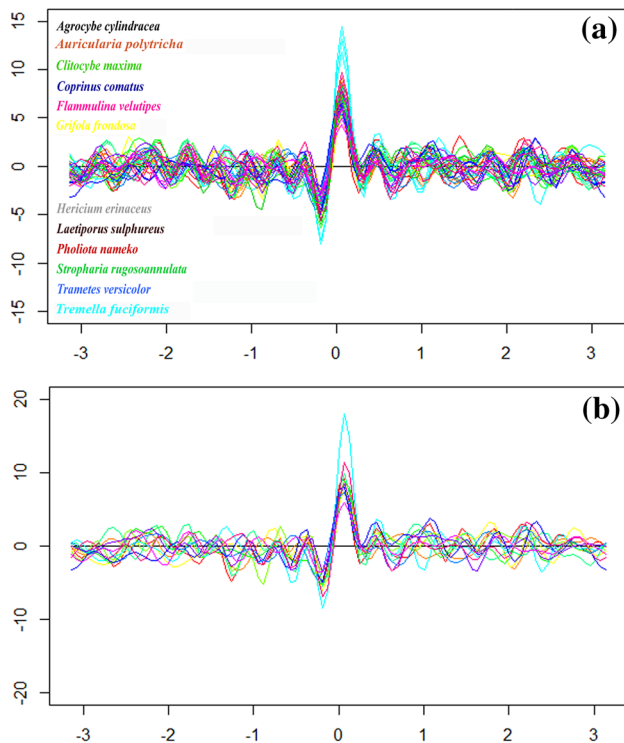 (a)
15
10
5
0
-5
-10
-15
Agrocybe cylindracea
Auricularia polytricha
Clitocybe maxima
Coprinus comatus
Flammulina velutipes
Grifola frondosa
Hericium erinaceus
Laetiporus sulphureus
Pholiota nameko
Stropharia rugosoannulata
Trametes versicolor
Tremella fuciformis
-3 -2 -1 0 1 2 3
(b)
20
10
0
-10
-20
-3 -2 -1 0 1 2 3